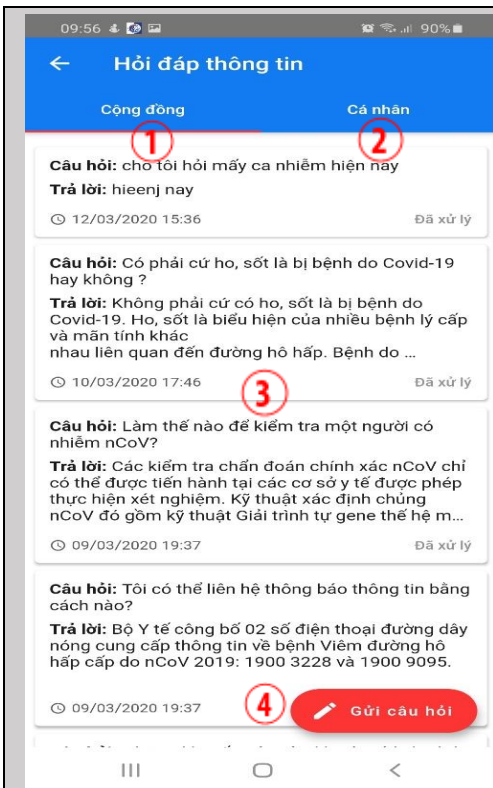 09:56 90%
Hỏi đáp thông tin
Cộng đồng Cá nhân
1 2
Câu hỏi: cho tôi hỏi mấy ca nhiễm hiện nay
Trả lời: hieenj nay
12/03/2020 15:36 Đã xử lý
Câu hỏi: Có phải cứ ho, sốt là bị bệnh do Covid-19
hay không ?
Trả lời: Không phải cứ có ho, sốt là bị bệnh do
Covid-19. Ho, sốt là biểu hiện của nhiều bệnh lý cấp
và mãn tính khác
nhau liên quan đến đường hô hấp. Bệnh do ...
10/03/2020 17:46 3 Đã xử lý
Câu hỏi: Làm thế nào để kiểm tra một người có
nhiễm nCoV?
Trả lời: Các kiểm tra chẩn đoán chính xác nCoV chỉ
có thể được tiến hành tại các cơ sở y tế được phép
thực hiện xét nghiệm. Kỹ thuật xác định chủng
nCoV đó gồm kỹ thuật Giải trình tự gene thế hệ m...
09/03/2020 19:37 Đã xử lý
Câu hỏi: Tôi có thể liên hệ thông báo thông tin bằng
cách nào?
Trả lời: Bộ Y tế công bố 02 số điện thoại đường dây
nóng cung cấp thông tin về bệnh Viêm đường hô
hấp cấp do nCoV 2019: 1900 3228 và 1900 9095.
09/03/2020 19:37 4 Gửi câu hỏi